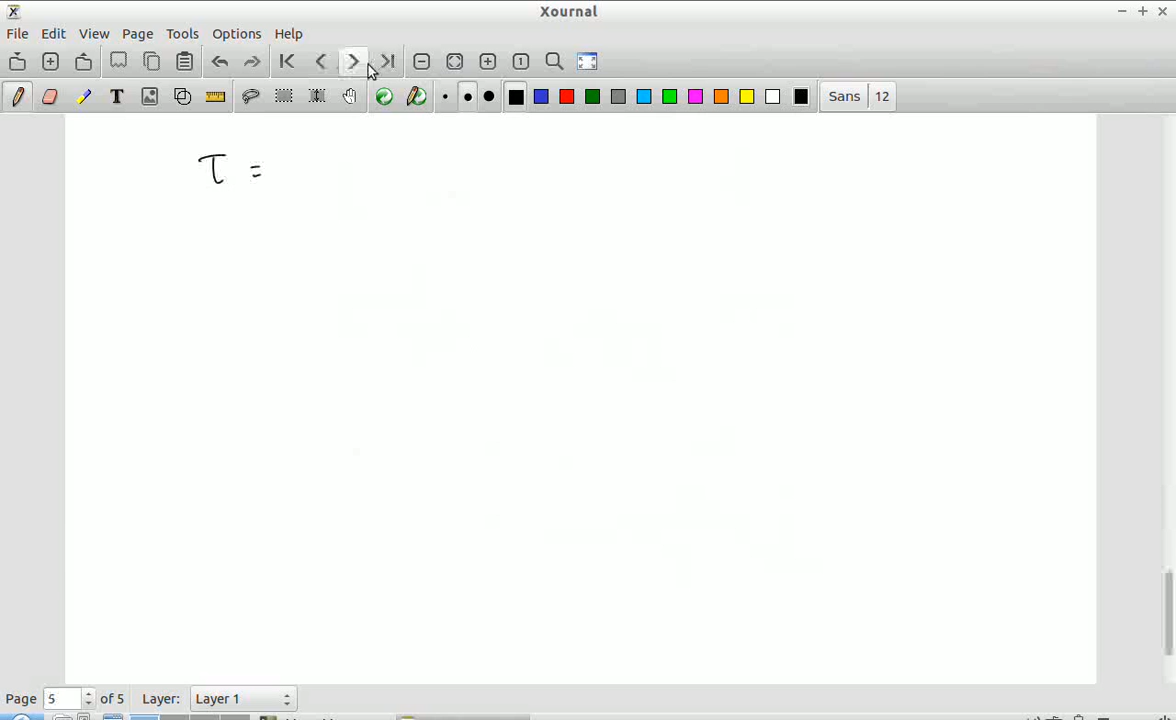 Xournal
File Edit View Page Tools Options Help
Sans 12
τ =
Page 5 of 5 Layer: Layer 1